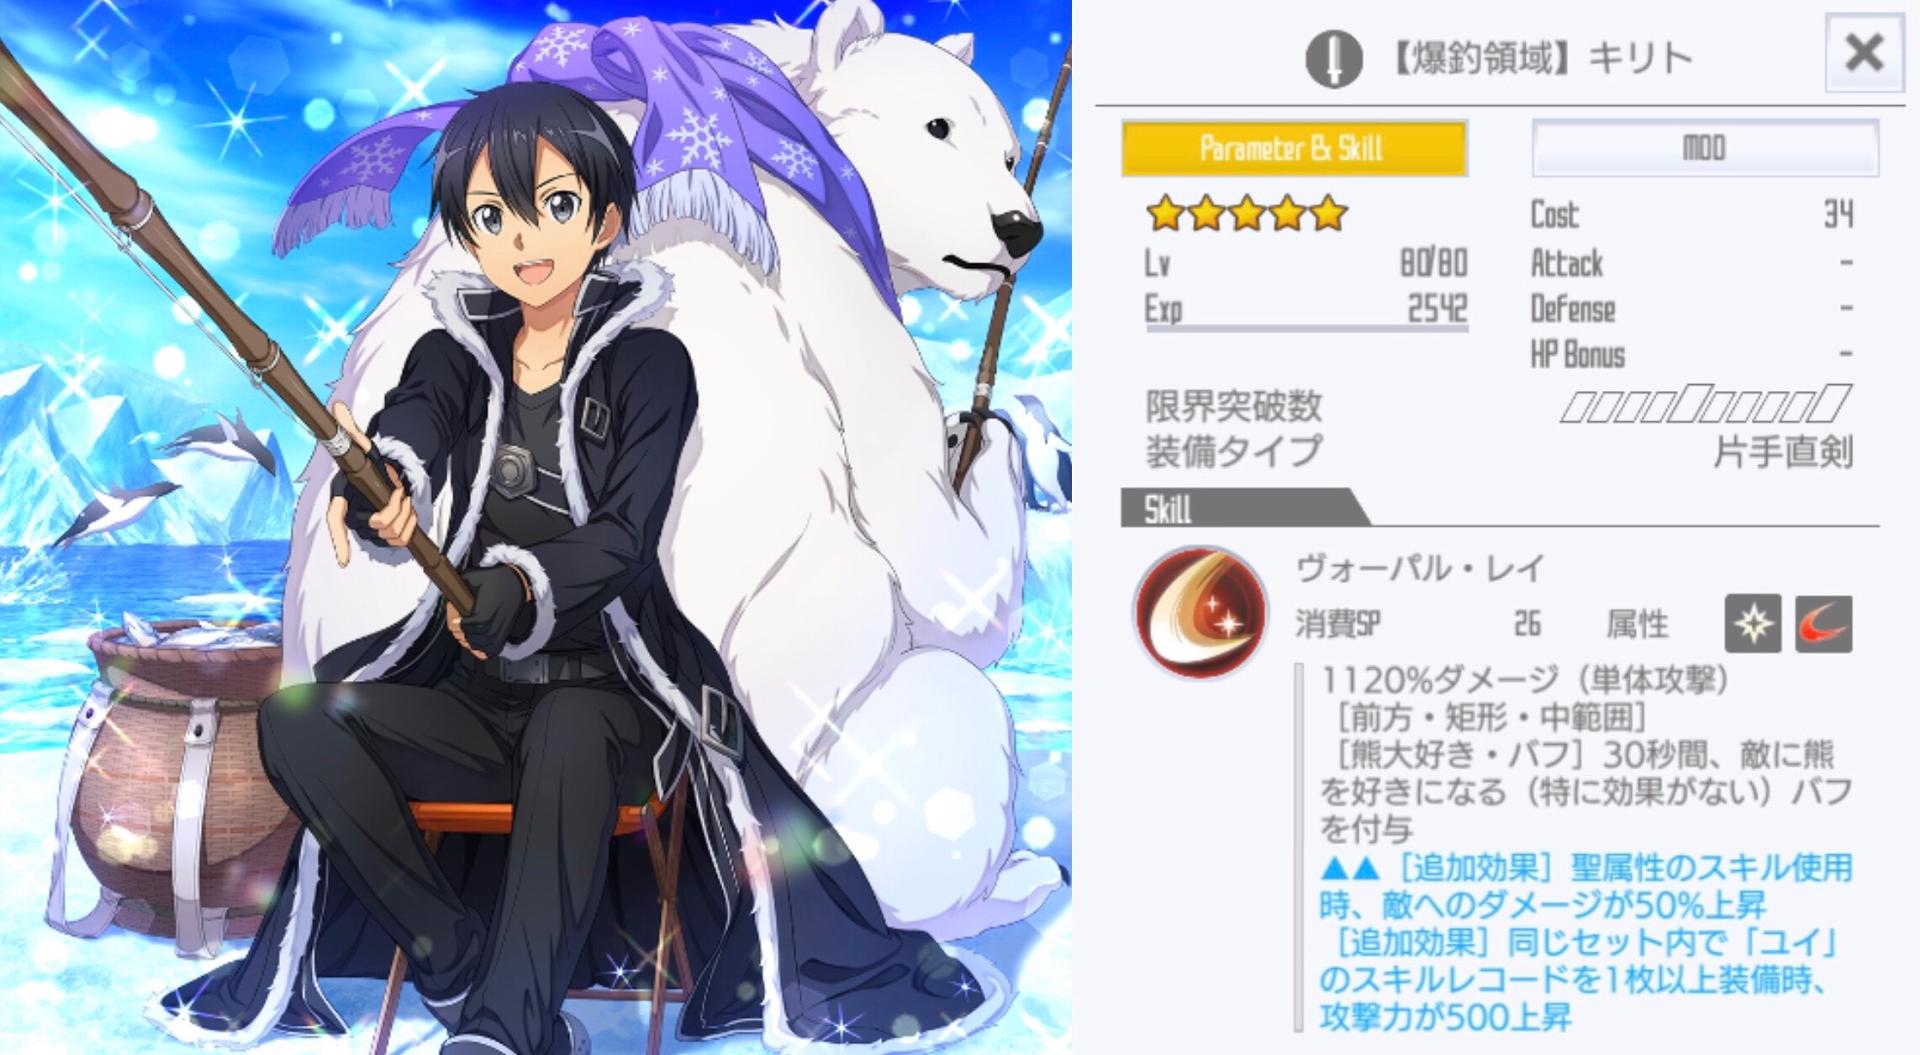 【爆釣領域】キリト
Parameter & Skill
MOD
Cost 34
Lv 80/80
Attack -
Exp 2542
Defense -
HP Bonus -
限界突破数
装備タイプ 片手直剣
Skill
ヴォーパル・レイ
消費SP 26 属性
1120%ダメージ（単体攻撃）
［前方・矩形・中範囲］
［熊大好き・バフ］30秒間、敵に熊
を好きになる（特に効果がない）バフ
を付与
▲▲［追加効果］聖属性のスキル使用
時、敵へのダメージが50%上昇
［追加効果］同じセット内で「ユイ」
のスキルレコードを1枚以上装備時、
攻撃力が500上昇